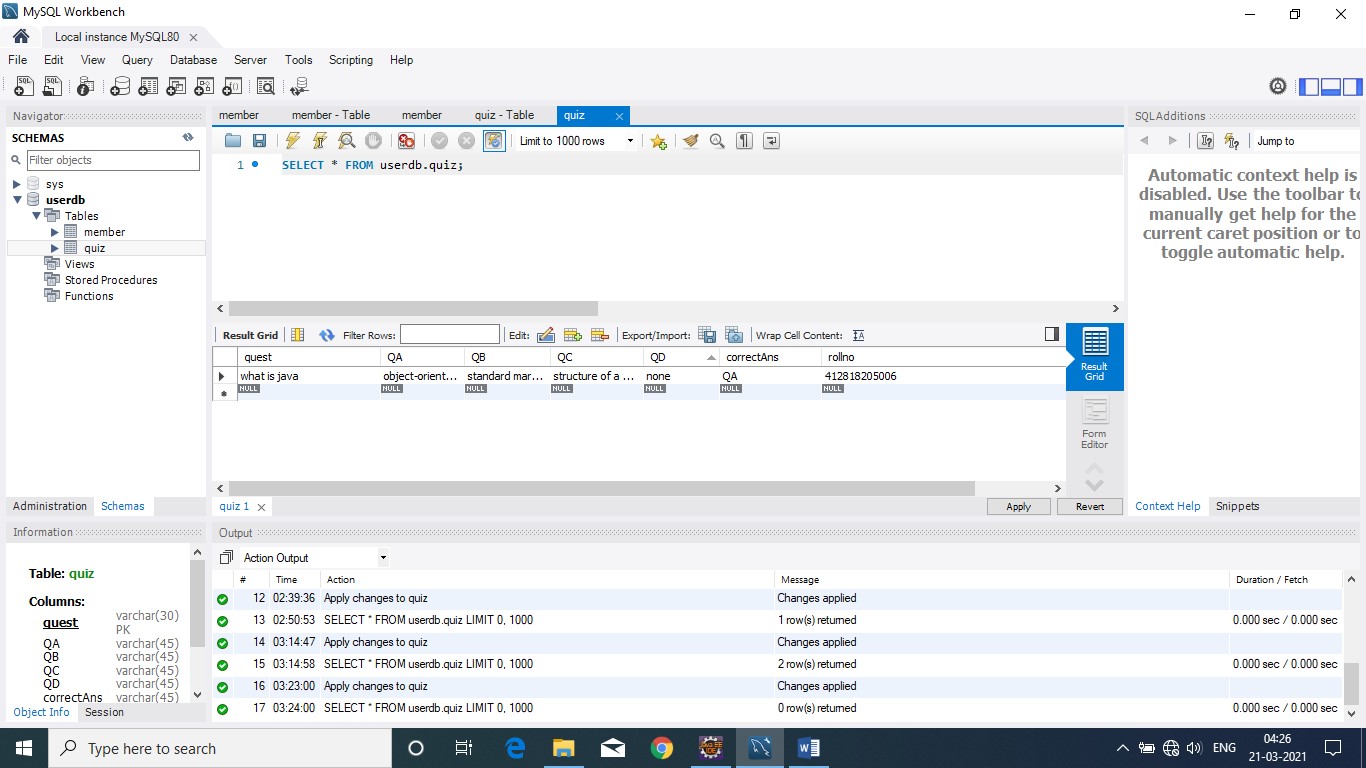 MySQL Workbench
Local instance MySQL80
File Edit View Query Database Server Tools Scripting Help
Navigator
SCHEMAS
Filter objects
sys
userdb
Tables
member
quiz
Views
Stored Procedures
Functions
Administration Schemas
Information
Table: quiz
Columns:
quest varchar(30) PK
QA varchar(45)
QB varchar(45)
QC varchar(45)
QD varchar(45)
correctAns varchar(45)
Object Info Session
member member - Table member quiz - Table quiz
Limit to 1000 rows
1 SELECT * FROM userdb.quiz;
Result Grid Filter Rows: Edit: Export/Import: Wrap Cell Content:
quest QA QB QC QD correctAns rollno
what is java object-orient... standard mar... structure of a ... none QA 412818205006
NULL NULL NULL NULL NULL NULL NULL
Result Grid
Form Editor
quiz 1 Apply Revert
SQLAdditions
Jump to
Automatic context help is
disabled. Use the toolbar to
manually get help for the
current caret position or to
toggle automatic help.
Context Help Snippets
Output
Action Output
# Time Action Message Duration / Fetch
12 02:39:36 Apply changes to quiz Changes applied
13 02:50:53 SELECT * FROM userdb.quiz LIMIT 0, 1000 1 row(s) returned 0.000 sec / 0.000 sec
14 03:14:47 Apply changes to quiz Changes applied
15 03:14:58 SELECT * FROM userdb.quiz LIMIT 0, 1000 2 row(s) returned 0.000 sec / 0.000 sec
16 03:23:00 Apply changes to quiz Changes applied
17 03:24:00 SELECT * FROM userdb.quiz LIMIT 0, 1000 0 row(s) returned 0.000 sec / 0.000 sec
Type here to search
ENG
04:26
21-03-2021